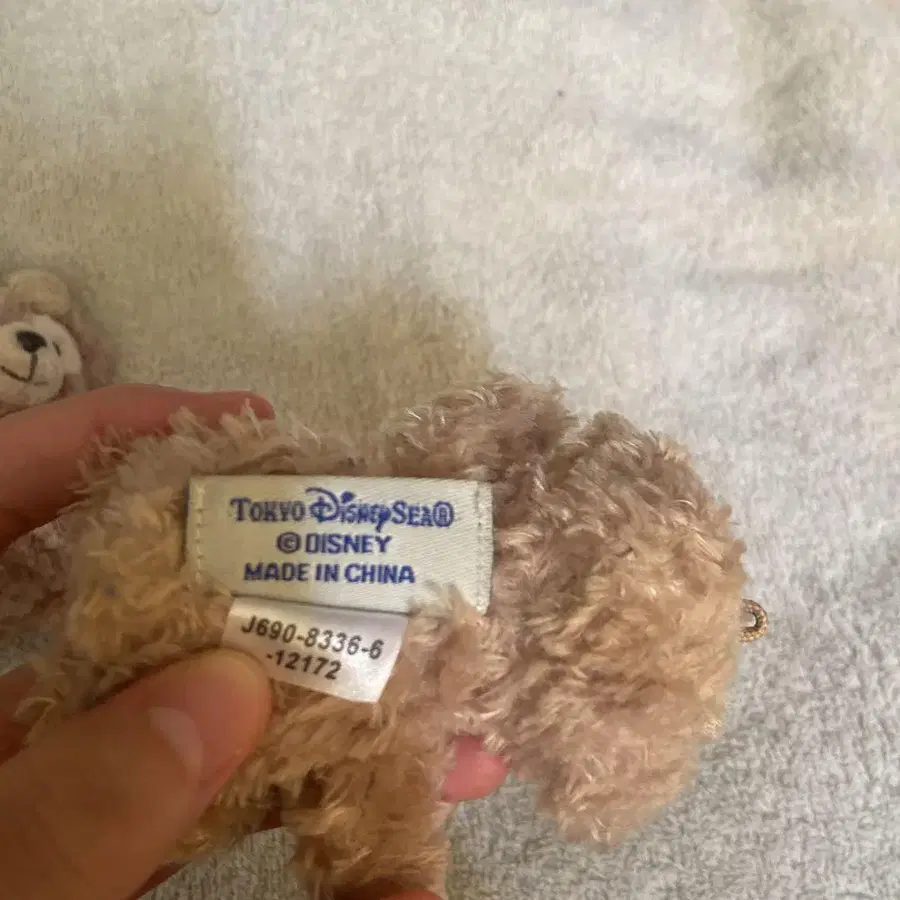 TOKYO DISNEYSEA®
© DISNEY
MADE IN CHINA
J690-8336-6
-12172